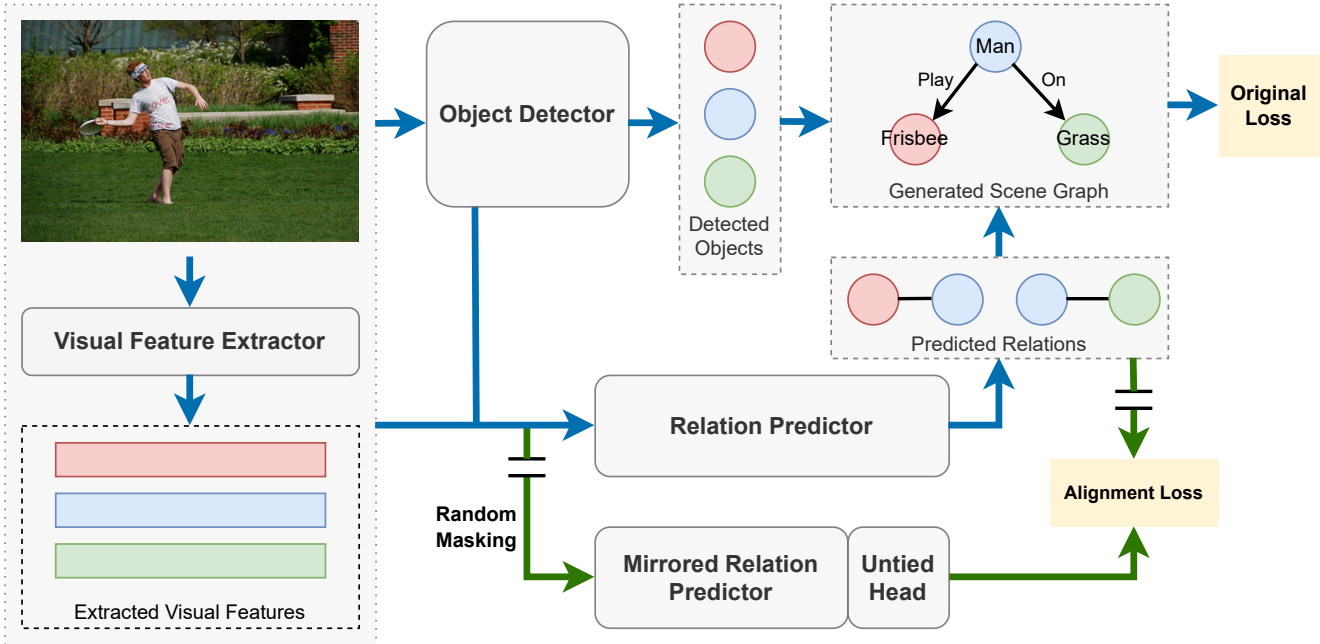 Object Detector
Detected
Objects
Man
Play
On
Frisbee
Grass
Generated Scene Graph
Original
Loss
Visual Feature Extractor
Predicted Relations
Relation Predictor
Extracted Visual Features
Random
Masking
Mirrored Relation
Predictor
Untied
Head
Alignment Loss